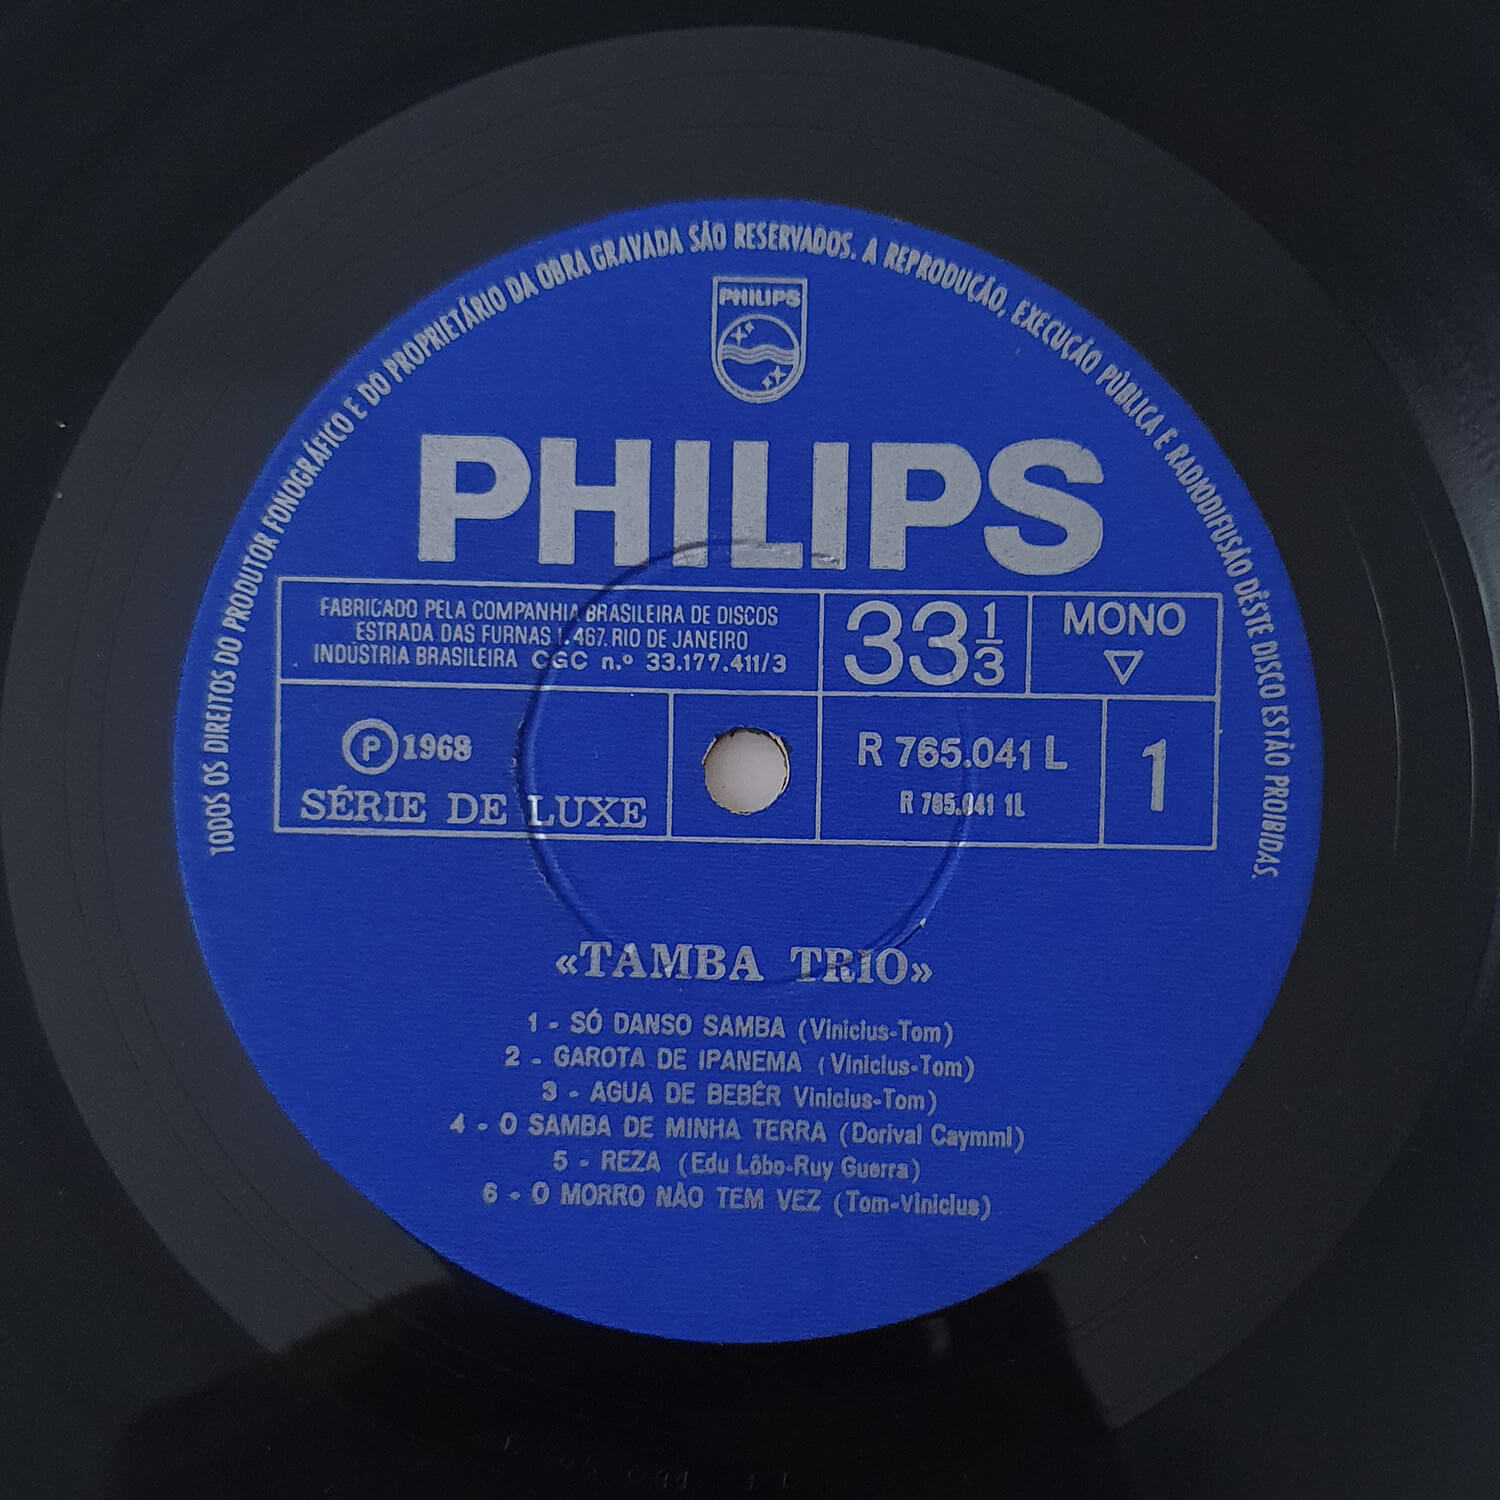 TODOS OS DIREITOS DO PRODUTOR FONOGRÁFICO E DO PROPRIETÁRIO DA OBRA GRAVADA SÃO RESERVADOS. A REPRODUÇÃO, EXECUÇÃO PÚBLICA E RADIODIFUSÃO DÊSTE DISCO ESTÃO PROIBIDAS.
PHILIPS
PHILIPS
FABRICADO PELA COMPANHIA BRASILEIRA DE DISCOS
ESTRADA DAS FURNAS 1.467. RIO DE JANEIRO
INDÚSTRIA BRASILEIRA CGC n.º 33.177.411/3
33 1/3
MONO
▽
Ⓟ 1968
SÉRIE DE LUXE
R 765.041 L
R 765.041 1L
1
«TAMBA TRIO»
1 - SÓ DANSO SAMBA (Vinicius-Tom)
2 - GAROTA DE IPANEMA (Vinicius-Tom)
3 - AGUA DE BEBÊR Vinicius-Tom)
4 - O SAMBA DE MINHA TERRA (Dorival Caymmi)
5 - REZA (Edu Lôbo-Ruy Guerra)
6 - O MORRO NÃO TEM VEZ (Tom-Vinicius)